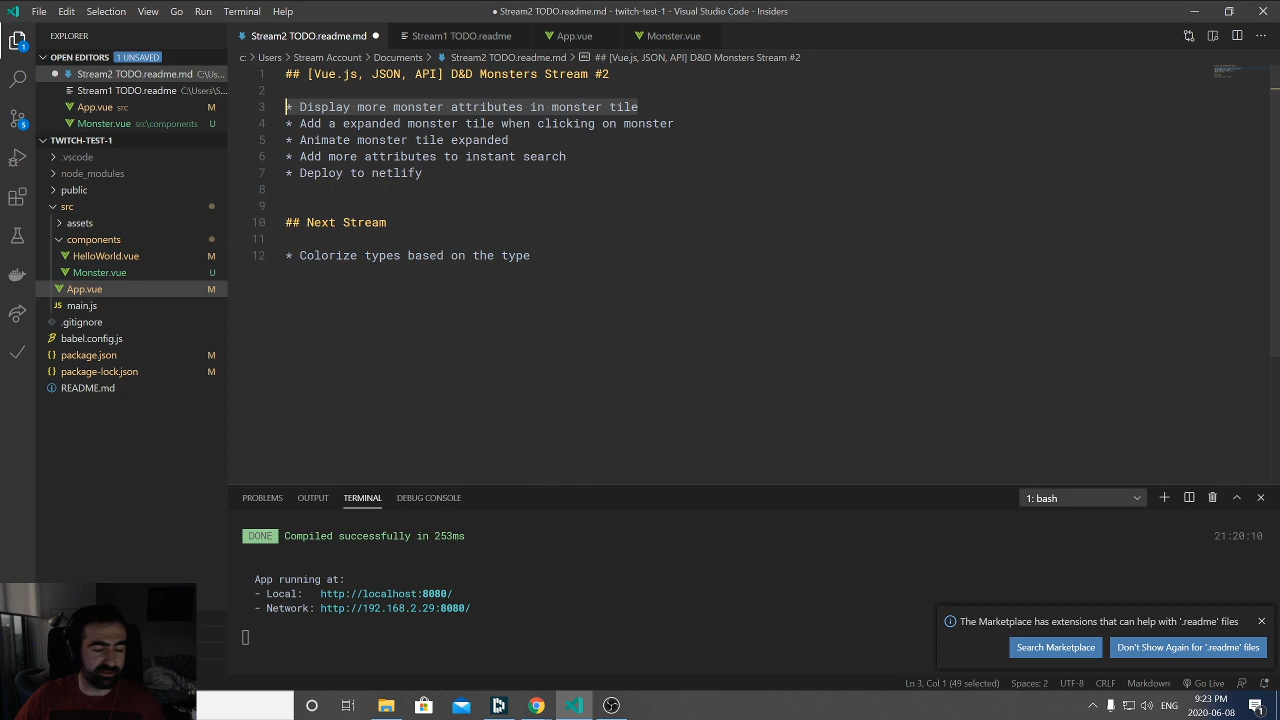 File Edit Selection View Go Run Terminal Help
● Stream2 TODO.readme.md - twitch-test-1 - Visual Studio Code - Insiders
EXPLORER
Stream2 TODO.readme.md
Stream1 TODO.readme
App.vue
Monster.vue
OPEN EDITORS 1 UNSAVED
Stream2 TODO.readme.md C:\Us...
Stream1 TODO.readme C:\Users\S...
App.vue src M
Monster.vue src\components U
TWITCH-TEST-1
.vscode
node_modules
public
src
assets
components
HelloWorld.vue M
Monster.vue U
App.vue M
main.js
.gitignore
babel.config.js
package.json M
package-lock.json M
README.md
1
5
c: > Users > Stream Account > Documents > Stream2 TODO.readme.md > ## [Vue.js, JSON, API] D&D Monsters Stream #2
1 ## [Vue.js, JSON, API] D&D Monsters Stream #2
2
3 * Display more monster attributes in monster tile
4 * Add a expanded monster tile when clicking on monster
5 * Animate monster tile expanded
6 * Add more attributes to instant search
7 * Deploy to netlify
8
9
10 ## Next Stream
11
12 * Colorize types based on the type
PROBLEMS OUTPUT TERMINAL DEBUG CONSOLE
1: bash
DONE Compiled successfully in 253ms 21:20:10
App running at:
- Local: http://localhost:8080/
- Network: http://192.168.2.29:8080/
The Marketplace has extensions that can help with '.readme' files
Search Marketplace
Don't Show Again for '.readme' files
Ln 3, Col 1 (49 selected) Spaces: 2 UTF-8 CRLF Markdown Go Live
ENG
9:23 PM
2020-06-08
1